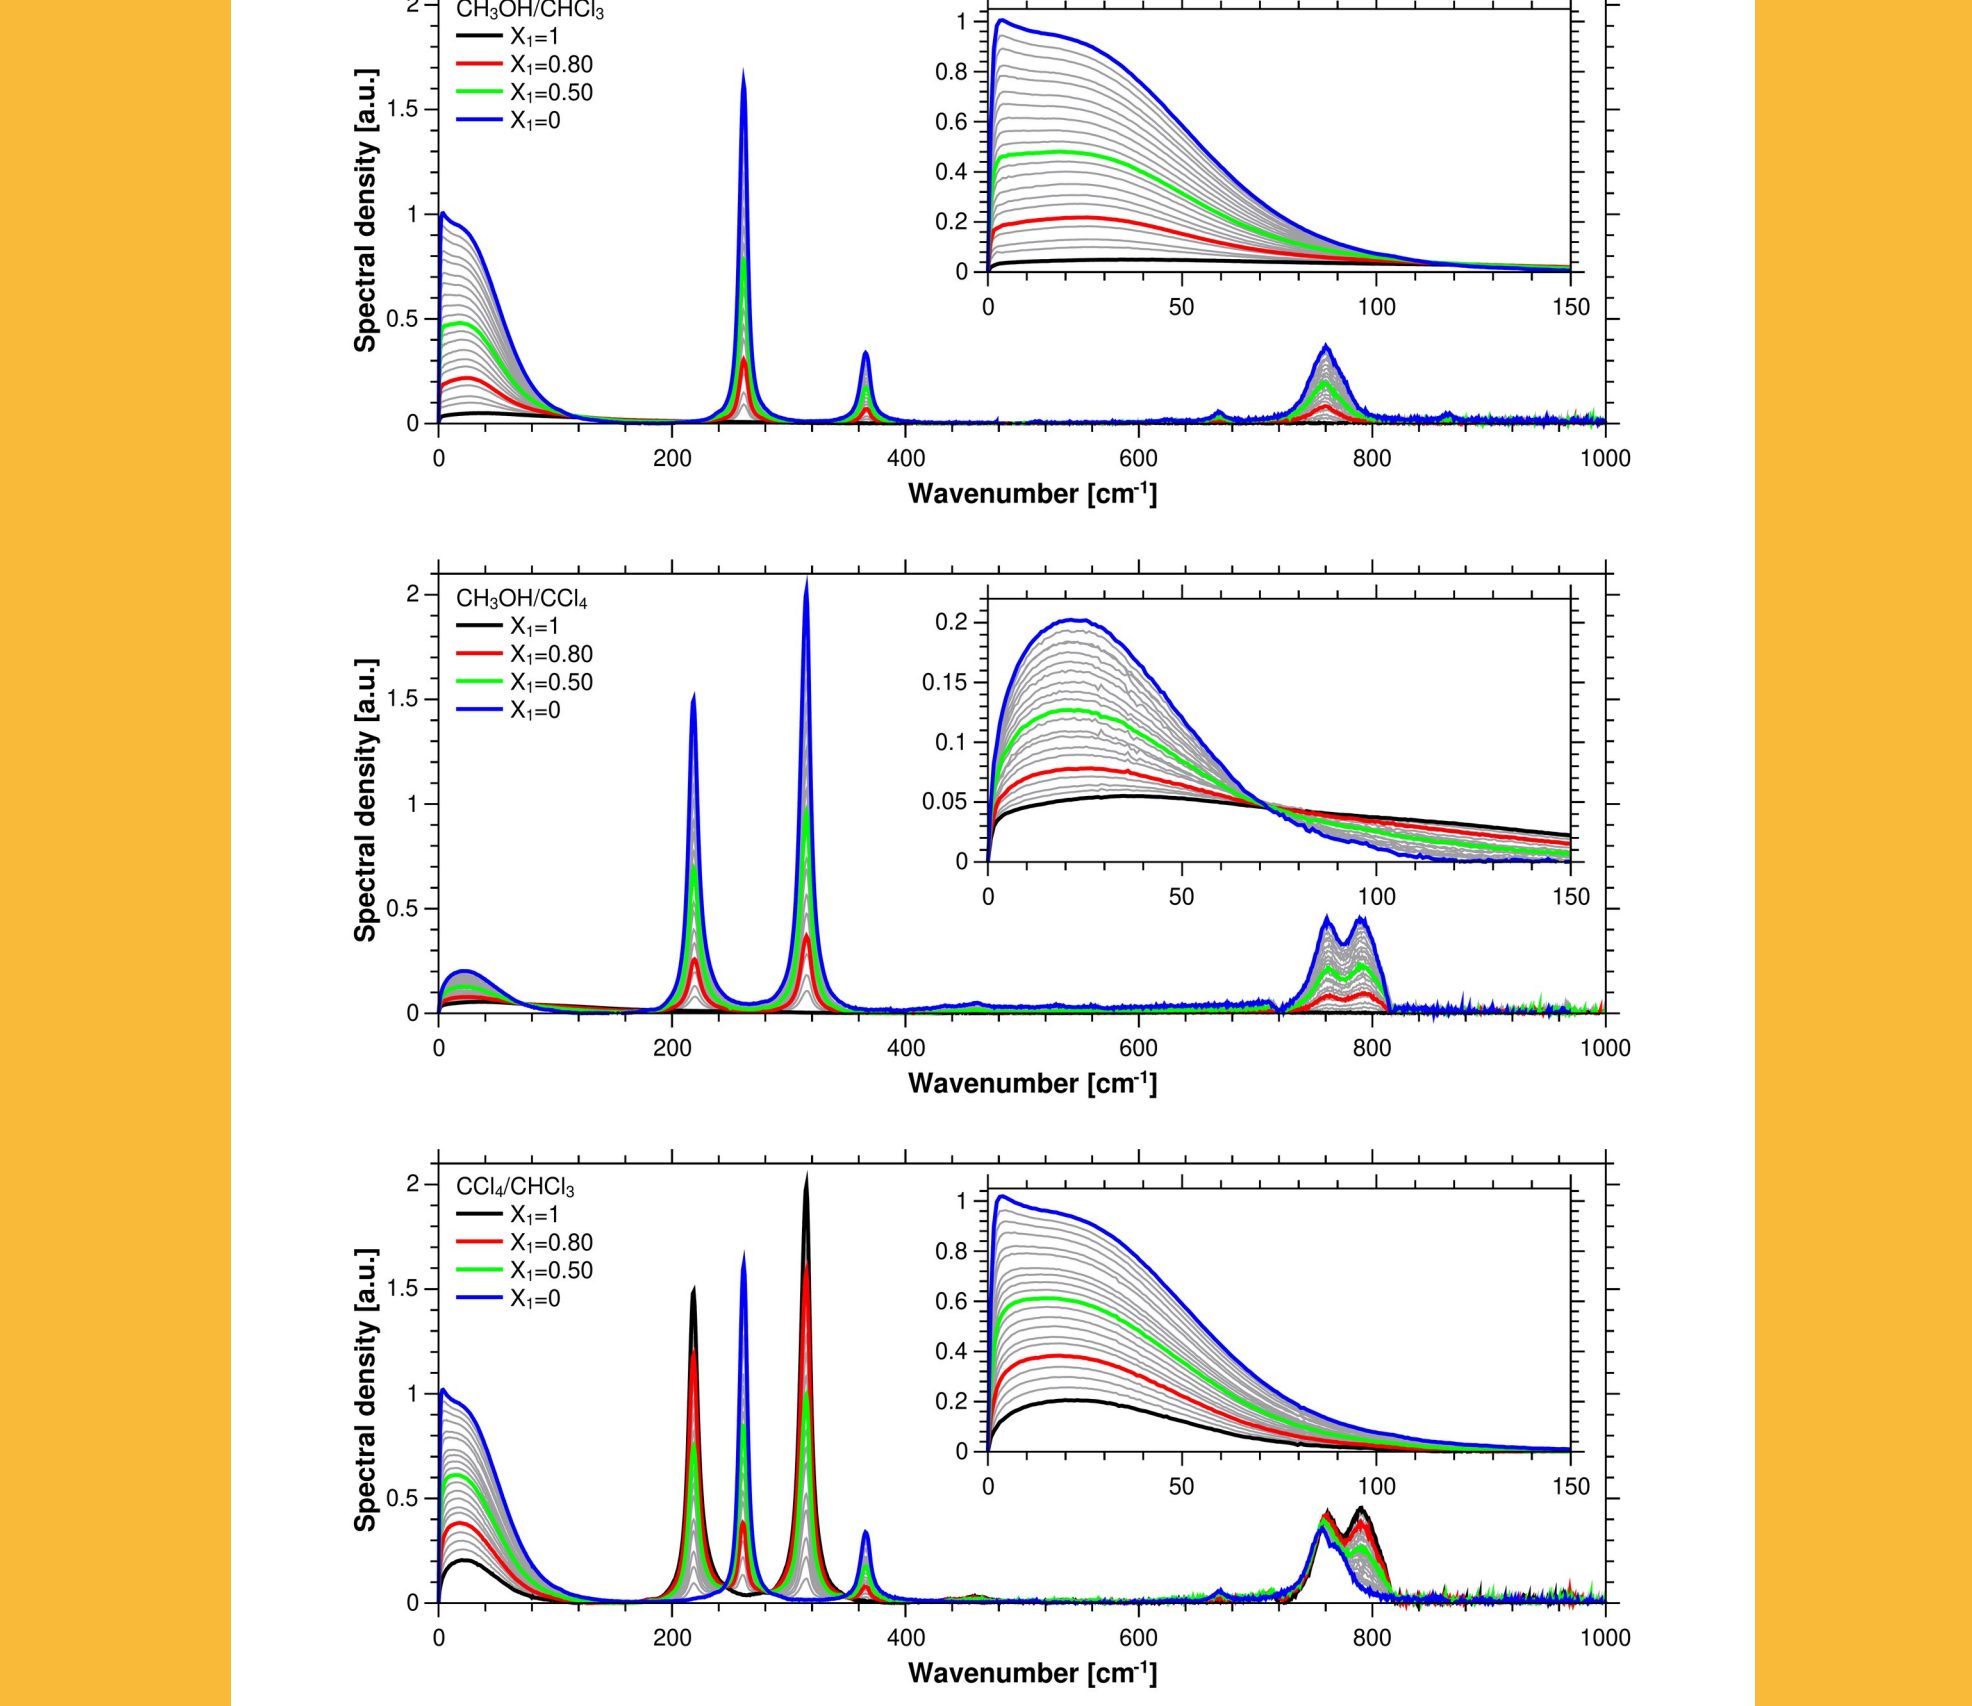 2
CH₃OH/CHCl₃
X₁=1
X₁=0.80
X₁=0.50
X₁=0
1.5
1
0.5
0
Spectral density [a.u.]
0 200 400 600 800 1000
Wavenumber [cm⁻¹]
1
0.8
0.6
0.4
0.2
0
0 50 100 150
2
CH₃OH/CCl₄
X₁=1
X₁=0.80
X₁=0.50
X₁=0
1.5
1
0.5
0
Spectral density [a.u.]
0 200 400 600 800 1000
Wavenumber [cm⁻¹]
0.2
0.15
0.1
0.05
0
0 50 100 150
2
CCl₄/CHCl₃
X₁=1
X₁=0.80
X₁=0.50
X₁=0
1.5
1
0.5
0
Spectral density [a.u.]
0 200 400 600 800 1000
Wavenumber [cm⁻¹]
1
0.8
0.6
0.4
0.2
0
0 50 100 150